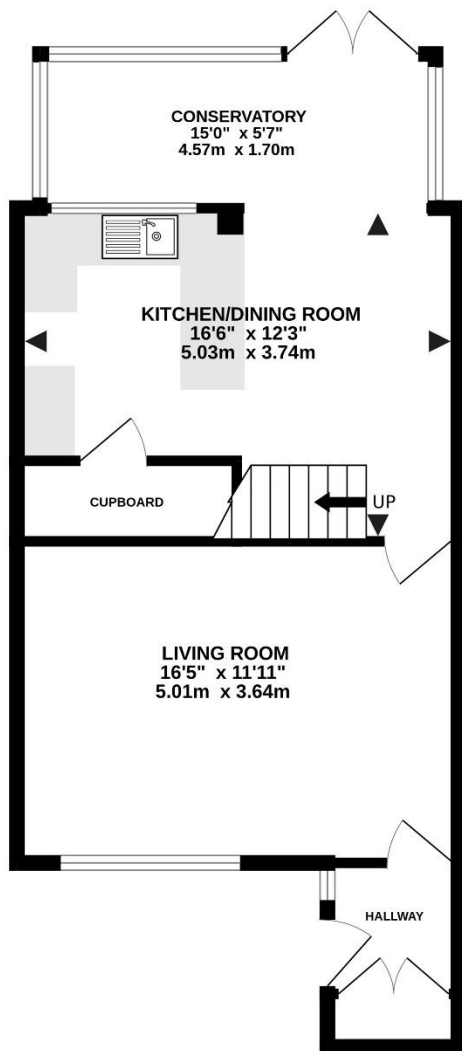 CONSERVATORY
15'0" x 5'7"
4.57m x 1.70m
KITCHEN/DINING ROOM
16'6" x 12'3"
5.03m x 3.74m
CUPBOARD
UP
LIVING ROOM
16'5" x 11'11"
5.01m x 3.64m
HALLWAY